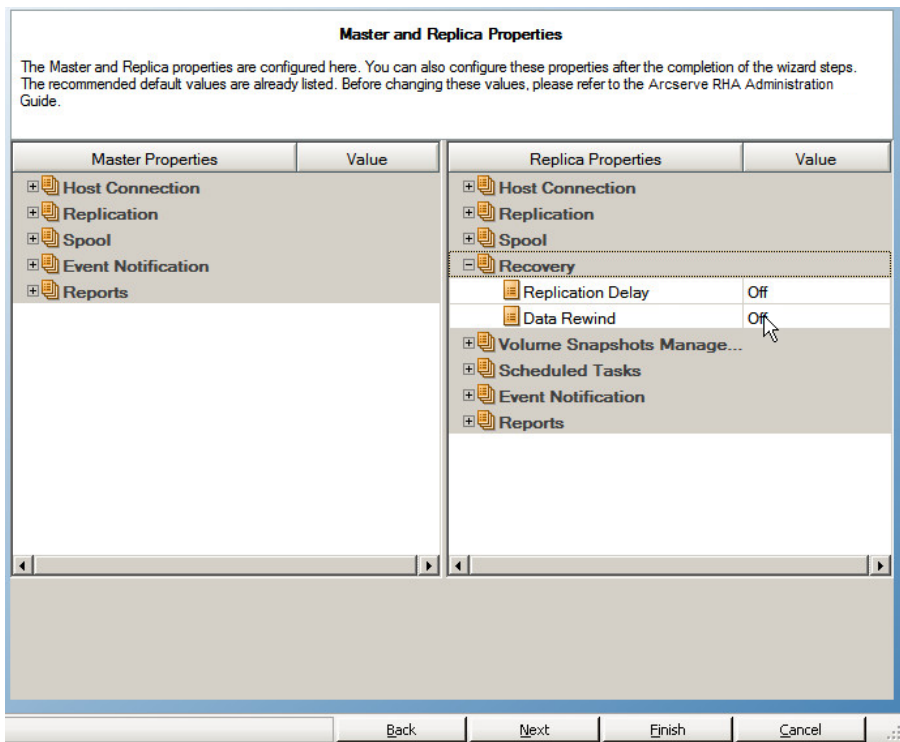 Master and Replica Properties
The Master and Replica properties are configured here. You can also configure these properties after the completion of the wizard steps.
The recommended default values are already listed. Before changing these values, please refer to the Arcserve RHA Administration
Guide.
Master Properties Value
Host Connection
Replication
Spool
Event Notification
Reports
Replica Properties Value
Host Connection
Replication
Spool
Recovery
Replication Delay Off
Data Rewind Off
Volume Snapshots Manage...
Scheduled Tasks
Event Notification
Reports
Back Next Finish Cancel